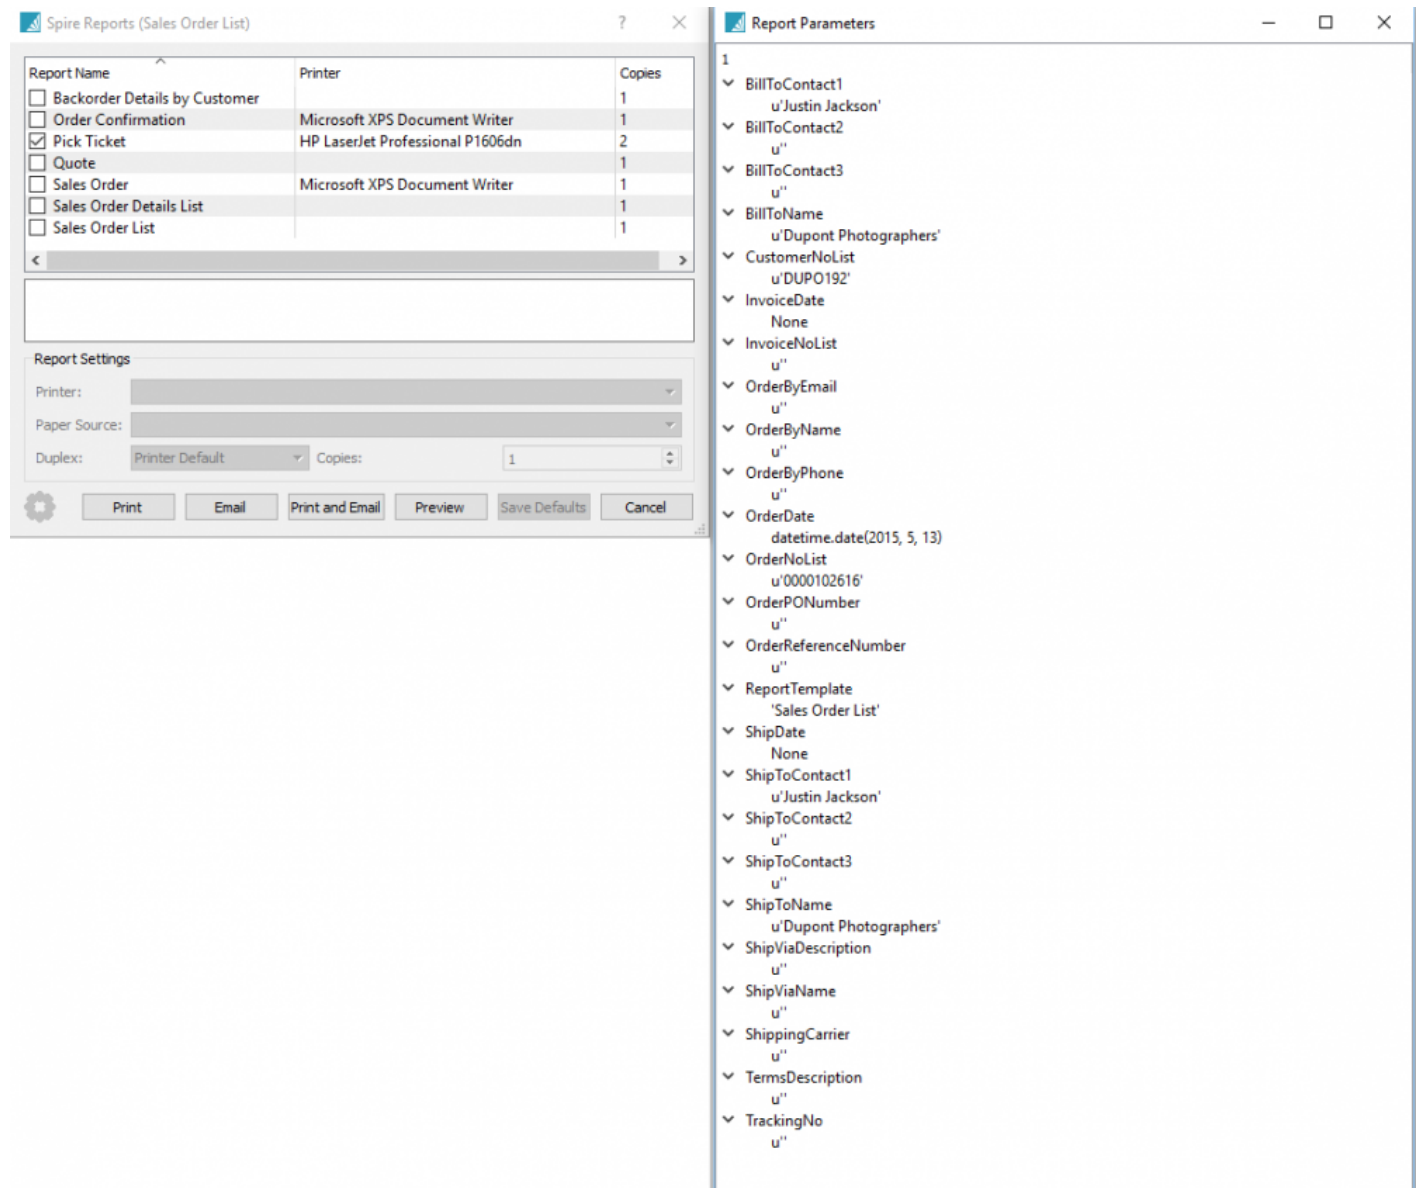 Spire Reports (Sales Order List)
Report Name Printer Copies
Backorder Details by Customer 1
Order Confirmation Microsoft XPS Document Writer 1
Pick Ticket HP LaserJet Professional P1606dn 2
Quote 1
Sales Order Microsoft XPS Document Writer 1
Sales Order Details List 1
Sales Order List 1
Report Settings
Printer:
Paper Source:
Duplex: Printer Default Copies: 1
Print Email Print and Email Preview Save Defaults Cancel
Report Parameters
1
BillToContact1
u'Justin Jackson'
BillToContact2
u''
BillToContact3
u''
BillToName
u'Dupont Photographers'
CustomerNoList
u'DUPO192'
InvoiceDate
None
InvoiceNoList
u''
OrderByEmail
u''
OrderByName
u''
OrderByPhone
u''
OrderDate
datetime.date(2015, 5, 13)
OrderNoList
u'0000102616'
OrderPONumber
u''
OrderReferenceNumber
u''
ReportTemplate
'Sales Order List'
ShipDate
None
ShipToContact1
u'Justin Jackson'
ShipToContact2
u''
ShipToContact3
u''
ShipToName
u'Dupont Photographers'
ShipViaDescription
u''
ShipViaName
u''
ShippingCarrier
u''
TermsDescription
u''
TrackingNo
u''